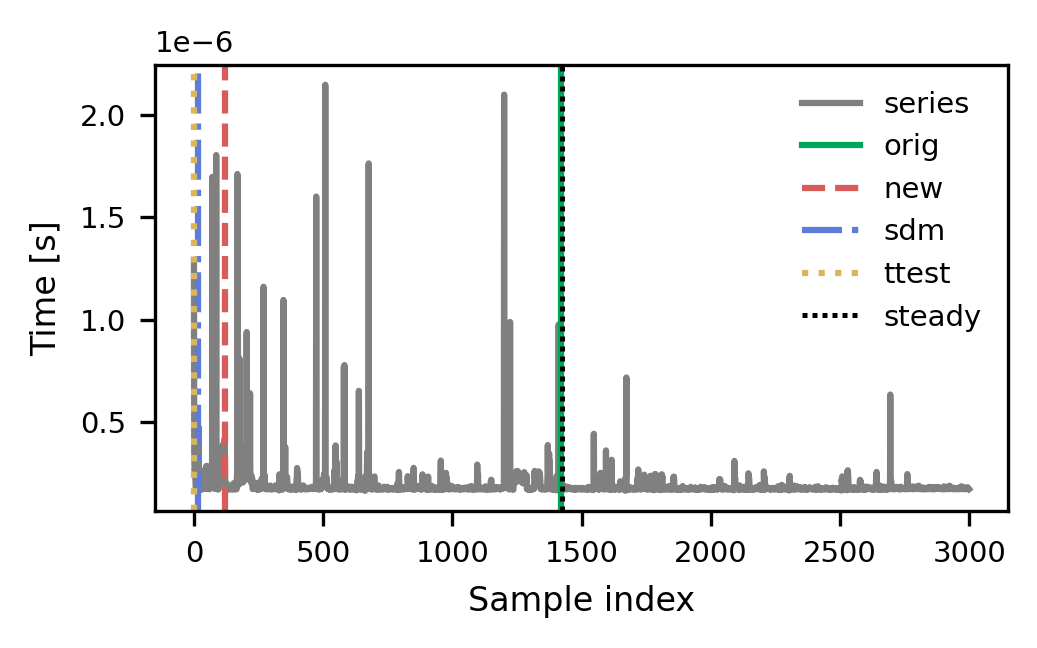 1e−6
2.0
1.5
1.0
0.5
Time [s]
series
orig
new
sdm
ttest
steady
0 500 1000 1500 2000 2500 3000
Sample index